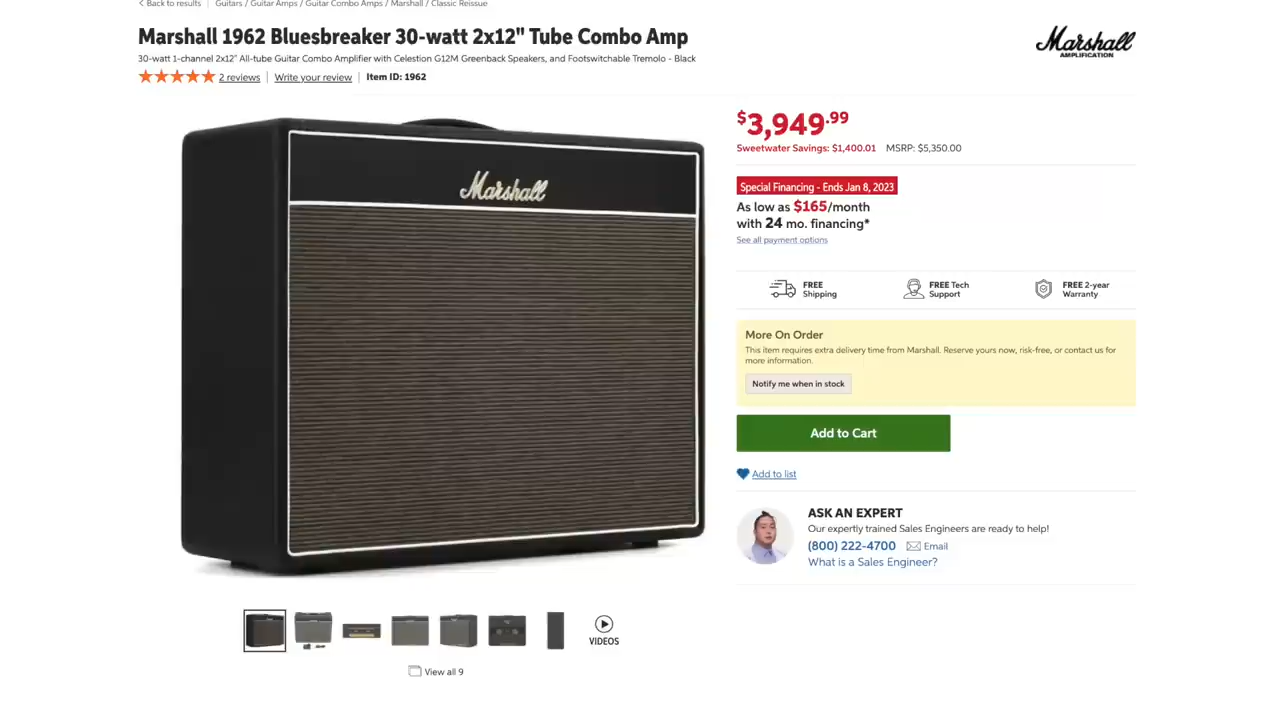 Back to results
Guitars / Guitar Amps / Guitar Combo Amps / Marshall / Classic Reissue
Marshall 1962 Bluesbreaker 30-watt 2x12" Tube Combo Amp
30-watt 1-channel 2x12" All-tube Guitar Combo Amplifier with Celestion G12M Greenback Speakers, and Footswitchable Tremolo - Black
2 reviews
Write your review
Item ID: 1962
Marshall
AMPLIFICATION
Marshall
$3,949.99
Sweetwater Savings: $1,400.01 MSRP: $5,350.00
Special Financing - Ends Jan 8, 2023
As low as $165/month
with 24 mo. financing*
See all payment options
FREE
Shipping
FREE Tech
Support
FREE 2-year
Warranty
More On Order
This item requires extra delivery time from Marshall. Reserve yours now, risk-free, or contact us for
more information.
Notify me when in stock
Add to Cart
Add to list
ASK AN EXPERT
Our expertly trained Sales Engineers are ready to help!
(800) 222-4700 Email
What is a Sales Engineer?
VIDEOS
View all 9